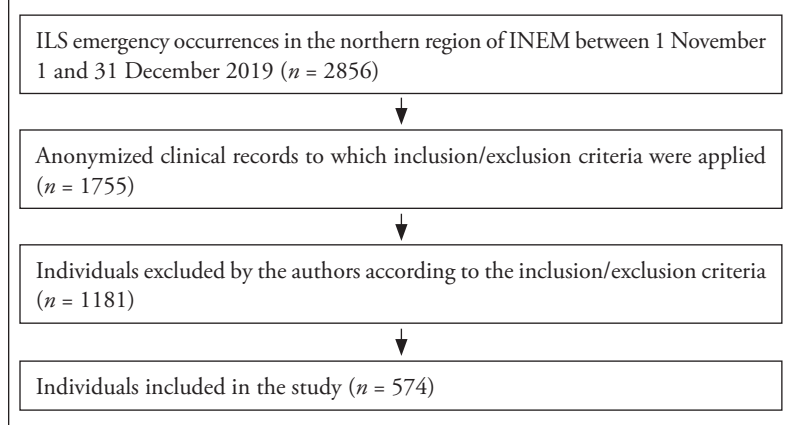 ILS emergency occurrences in the northern region of INEM between 1 November
1 and 31 December 2019 (n = 2856)
Anonymized clinical records to which inclusion/exclusion criteria were applied
(n = 1755)
Individuals excluded by the authors according to the inclusion/exclusion criteria
(n = 1181)
Individuals included in the study (n = 574)